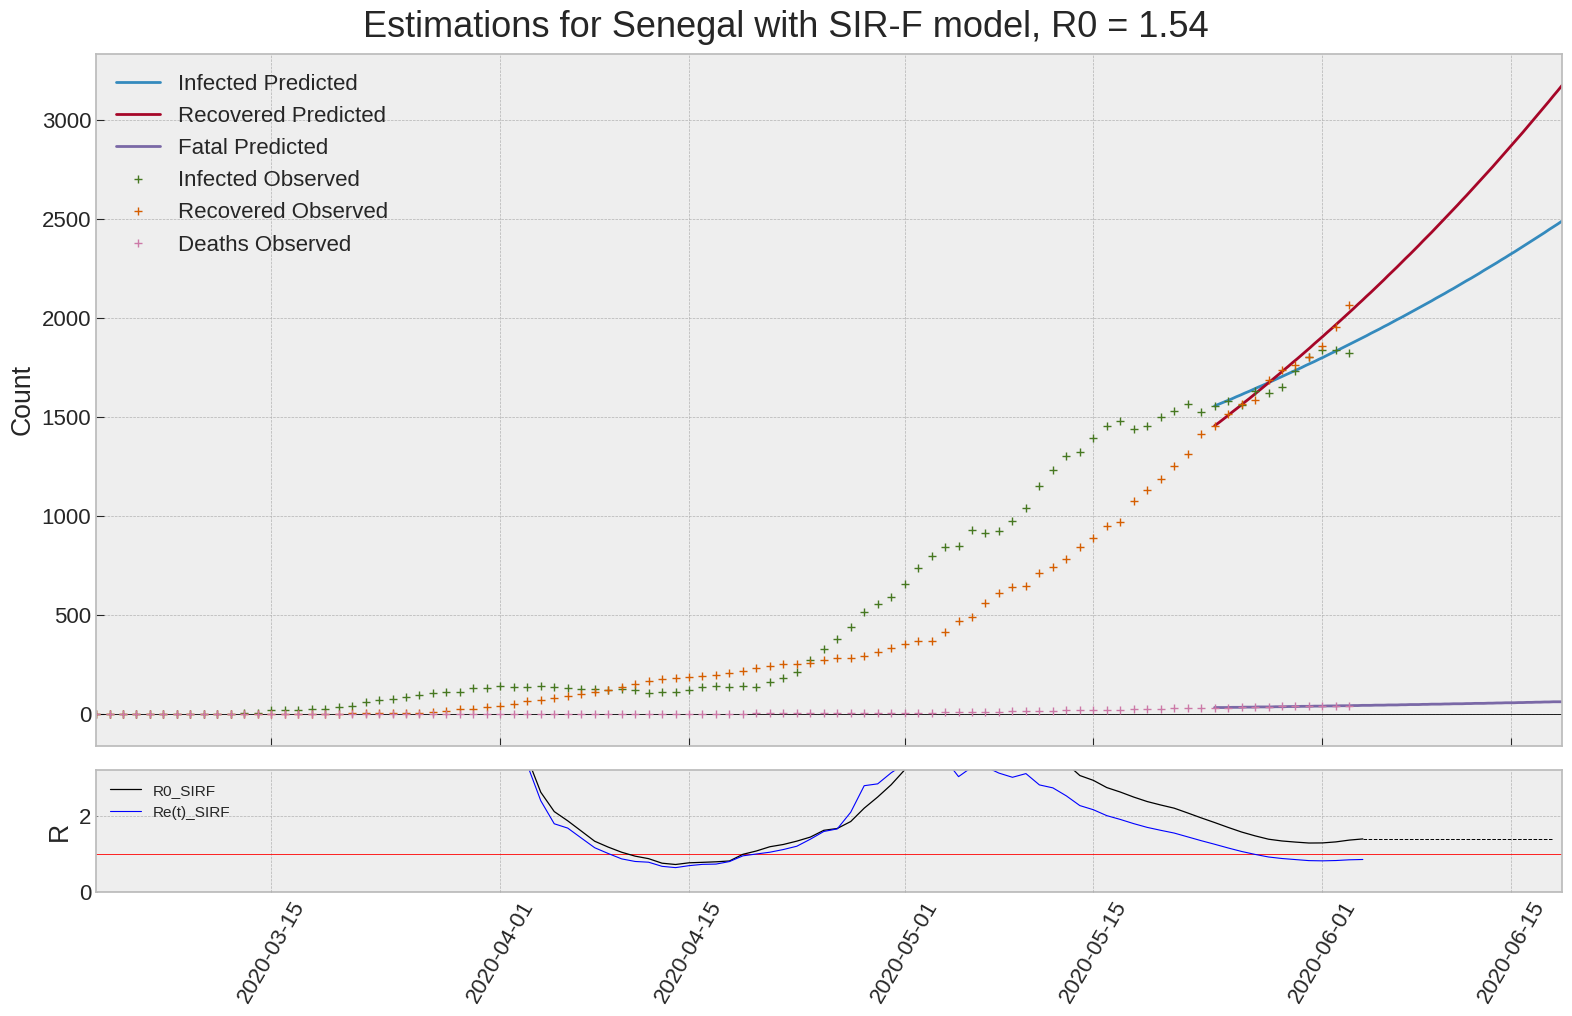 Estimations for Senegal with SIR-F model, R0 = 1.54
Infected Predicted
Recovered Predicted
Fatal Predicted
Infected Observed
Recovered Observed
Deaths Observed
3000
2500
2000
1500
1000
500
0
Count
R0_SIRF
Re(t)_SIRF
2
0
R
2020-03-15
2020-04-01
2020-04-15
2020-05-01
2020-05-15
2020-06-01
2020-06-15